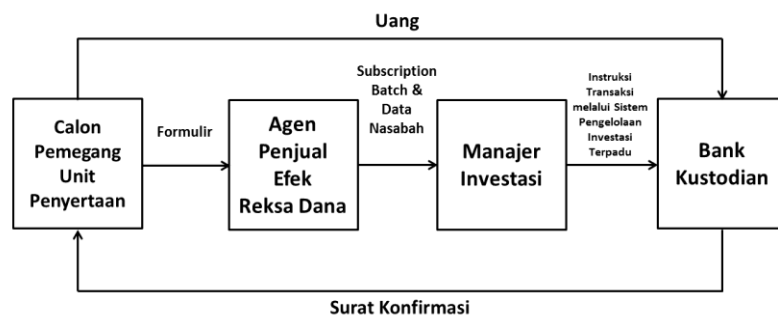 Uang
Calon
Pemegang
Unit
Penyertaan
Formulir
Agen
Penjual
Efek
Reksa Dana
Subscription
Batch &
Data
Nasabah
Manajer
Investasi
Instruksi
Transaksi
melalui Sistem
Pengelolaan
Investasi
Terpadu
Bank
Kustodian
Surat Konfirmasi